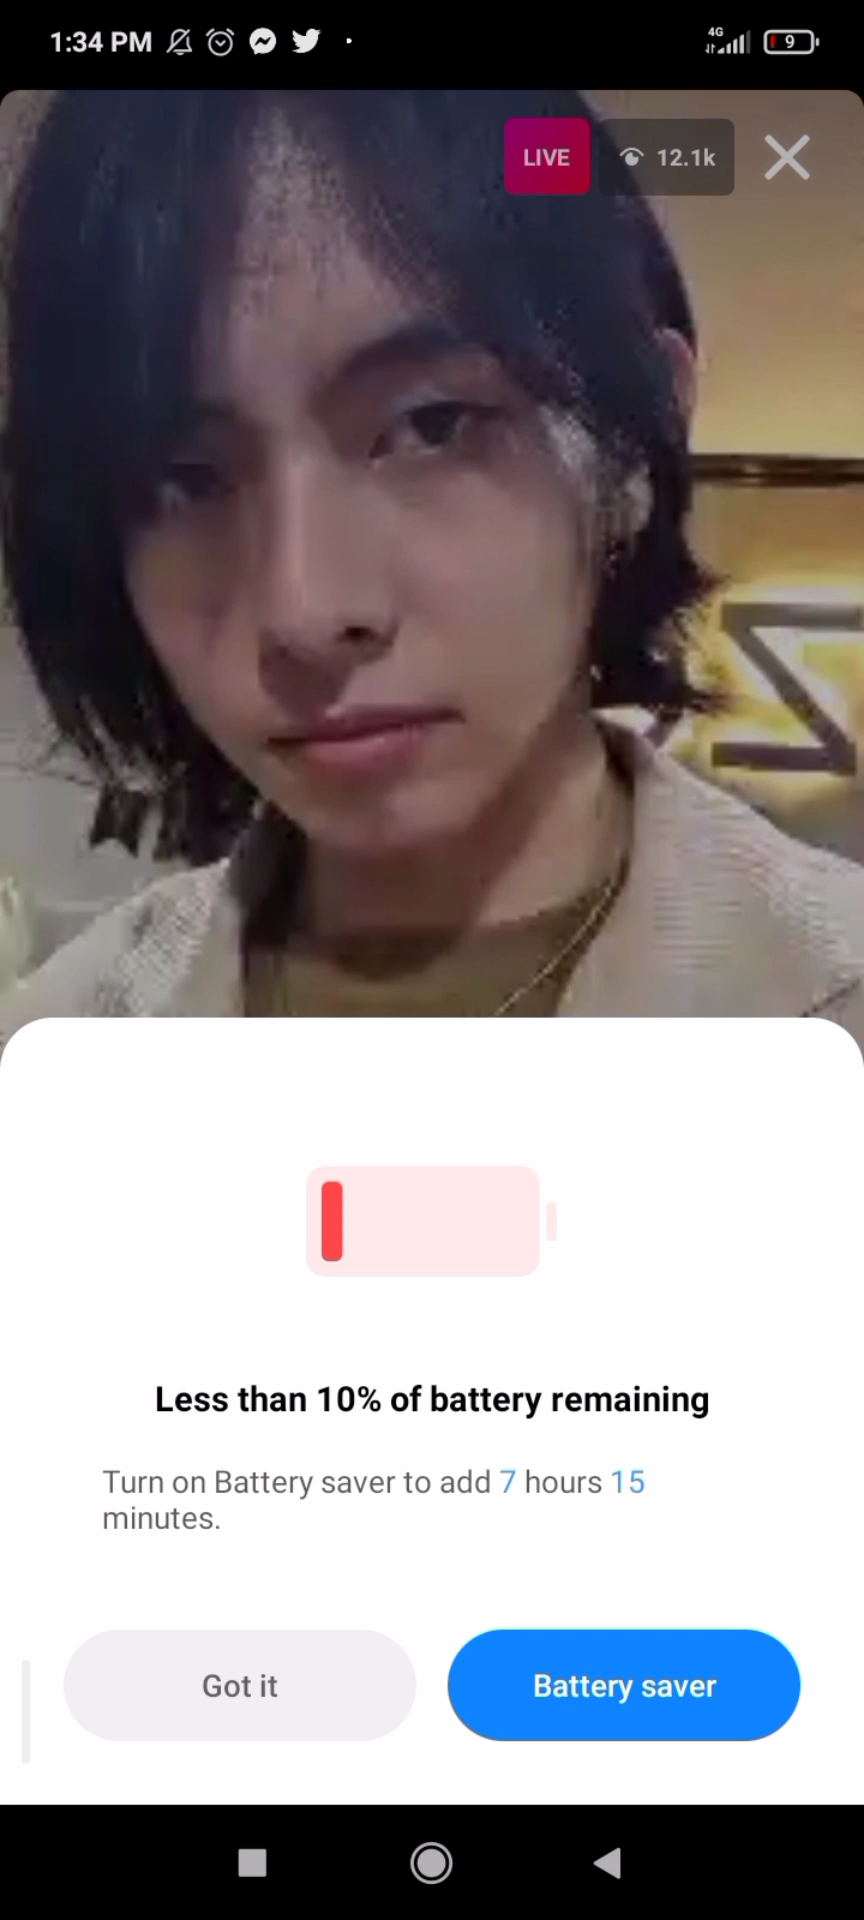 1:34 PM
4G
9
LIVE
12.1k
Less than 10% of battery remaining
Turn on Battery saver to add 7 hours 15
minutes.
Got it
Battery saver